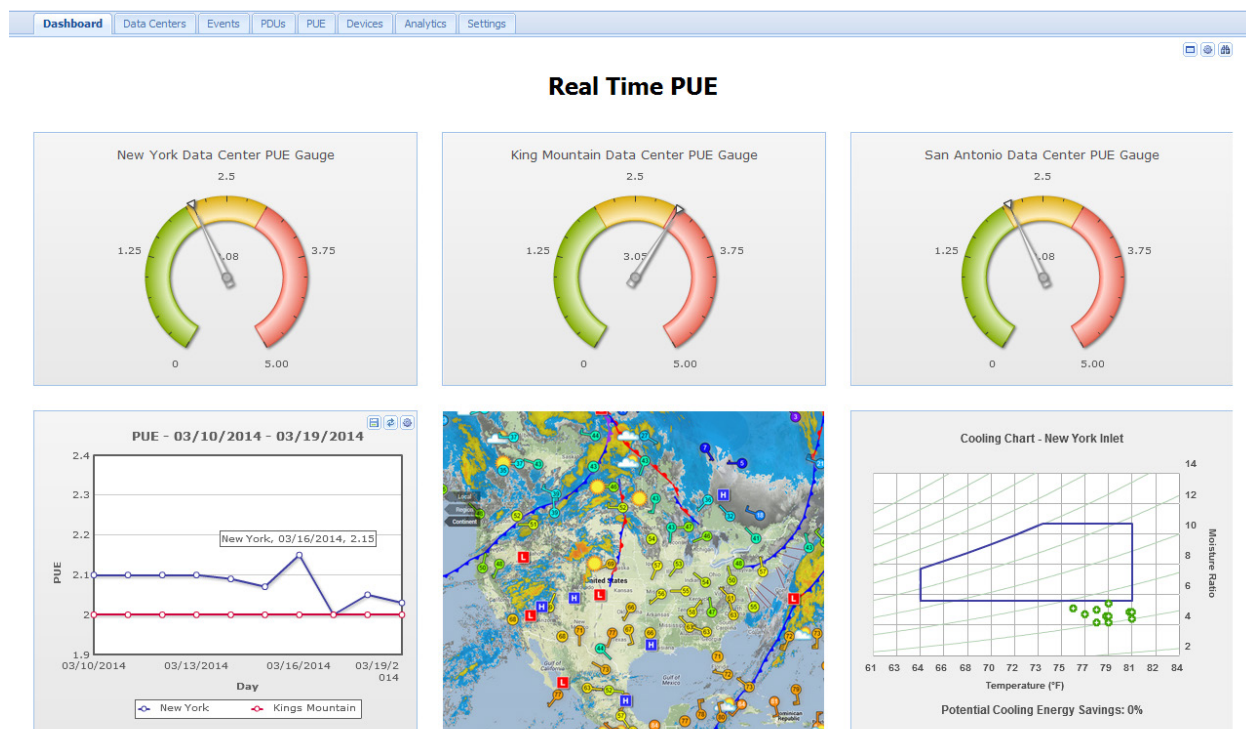 Dashboard Data Centers Events PDUs PUE Devices Analytics Settings
Real Time PUE
New York Data Center PUE Gauge
2.5
1.25
.08
3.75
0
5.00
King Mountain Data Center PUE Gauge
2.5
1.25
3.05
3.75
0
5.00
San Antonio Data Center PUE Gauge
2.5
1.25
.08
3.75
0
5.00
PUE - 03/10/2014 - 03/19/2014
2.4
2.3
2.2
New York, 03/16/2014, 2.15
2.1
2
1.9
PUE
03/10/2014 03/13/2014 03/16/2014 03/19/2
014
Day
New York Kings Mountain
Local
Region
Continent
United States
Kansas
Gulf of
California
Gulf of
Mexico
Dominican
Republic
Cooling Chart - New York Inlet
14
12
10
8
6
4
2
Moisture Ratio
61 63 64 66 68 70 72 73 75 77 79 81 82 84
Temperature (°F)
Potential Cooling Energy Savings: 0%